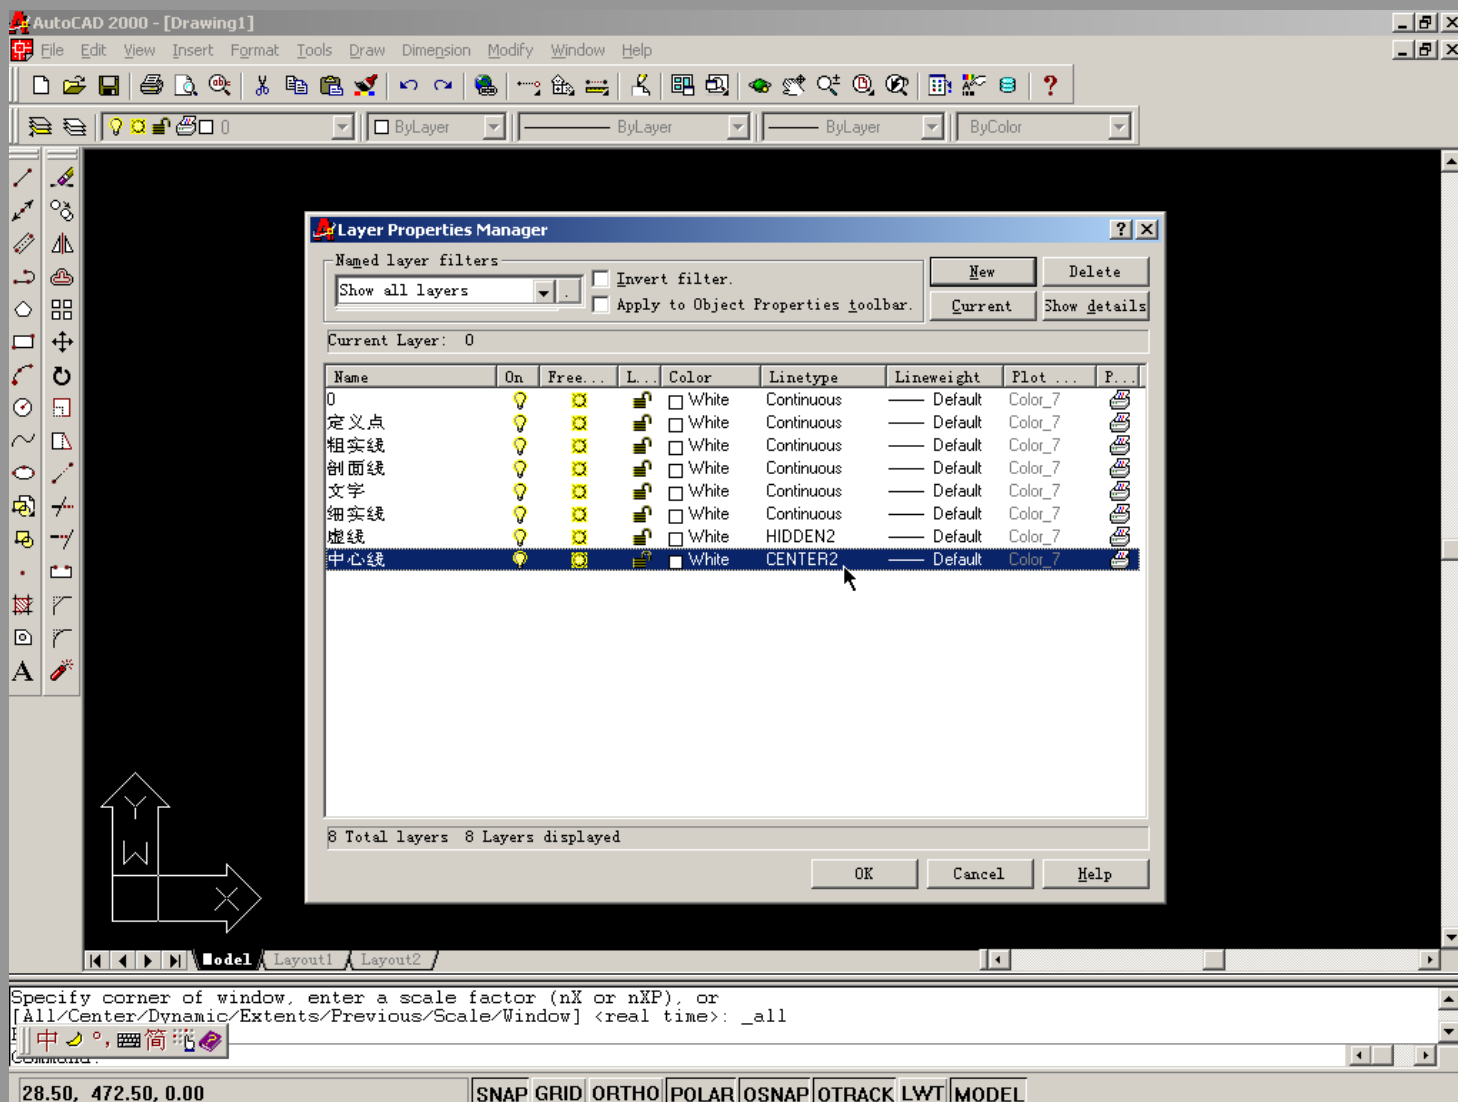 AutoCAD 2000 - [Drawing1]
File Edit View Insert Format Tools Draw Dimension Modify Window Help
0 ByLayer ByLayer ByLayer ByColor
Layer Properties Manager
Named layer filters
Show all layers
Invert filter.
Apply to Object Properties toolbar.
New Delete
Current Show details
Current Layer: 0
Name On Free... L... Color Linetype Lineweight Plot ... P...
0 White Continuous Default Color_7
定义点 White Continuous Default Color_7
粗实线 White Continuous Default Color_7
剖面线 White Continuous Default Color_7
文字 White Continuous Default Color_7
细实线 White Continuous Default Color_7
虚线 White HIDDEN2 Default Color_7
中心线 White CENTER2 Default Color_7
8 Total layers 8 Layers displayed
OK Cancel Help
A
Y
W
X
Model Layout1 Layout2
Specify corner of window, enter a scale factor (nX or nXP), or
[All/Center/Dynamic/Extents/Previous/Scale/Window] <real time>: _all
中 简
Command:
28.50, 472.50, 0.00 SNAP GRID ORTHO POLAR OSNAP OTRACK LWT MODEL